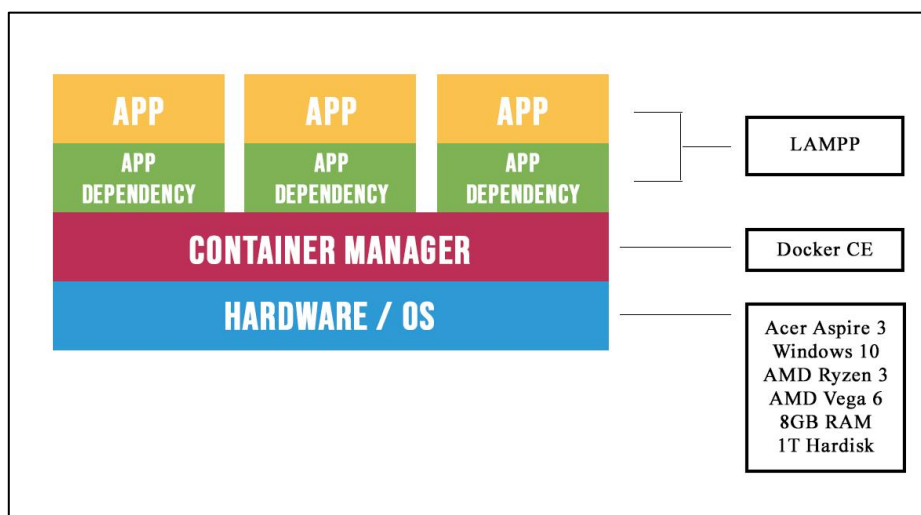 APP
APP
APP
APP
DEPENDENCY
APP
DEPENDENCY
APP
DEPENDENCY
CONTAINER MANAGER
HARDWARE / OS
LAMPP
Docker CE
Acer Aspire 3
Windows 10
AMD Ryzen 3
AMD Vega 6
8GB RAM
1T Hardisk